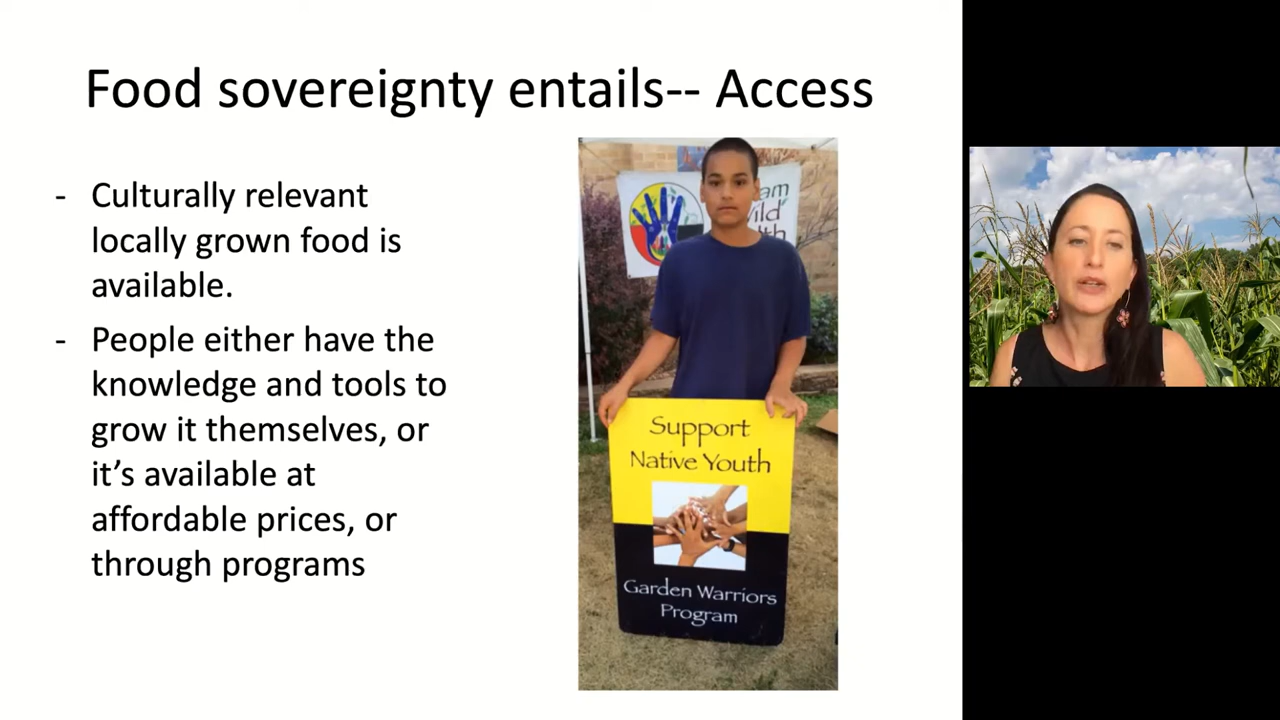 Food sovereignty entails-- Access
- Culturally relevant
locally grown food is
available.
- People either have the
knowledge and tools to
grow it themselves, or
it’s available at
affordable prices, or
through programs
Support
Native Youth
Garden Warriors
Program